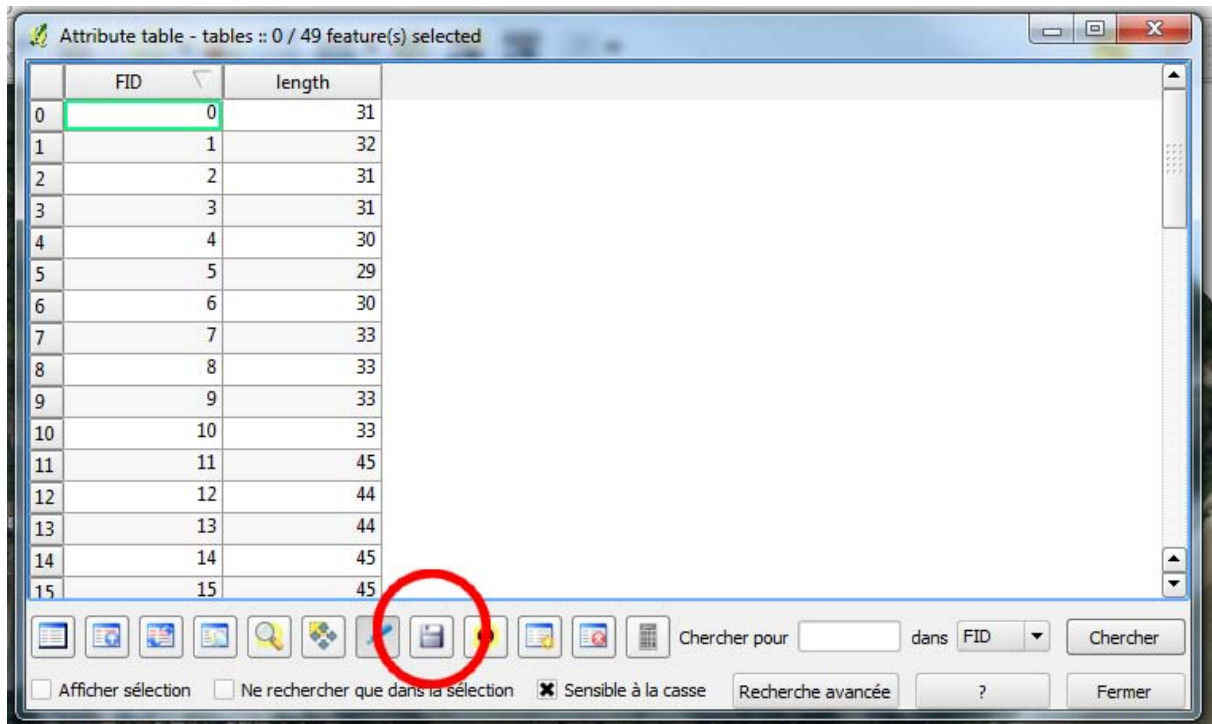 Attribute table - tables :: 0 / 49 feature(s) selected
FID length
0 0 31
1 1 32
2 2 31
3 3 31
4 4 30
5 5 29
6 6 30
7 7 33
8 8 33
9 9 33
10 10 33
11 11 45
12 12 44
13 13 44
14 14 45
15 15 45
Chercher pour dans FID Chercher
Afficher sélection Ne rechercher que dans la sélection Sensible à la casse Recherche avancée ? Fermer